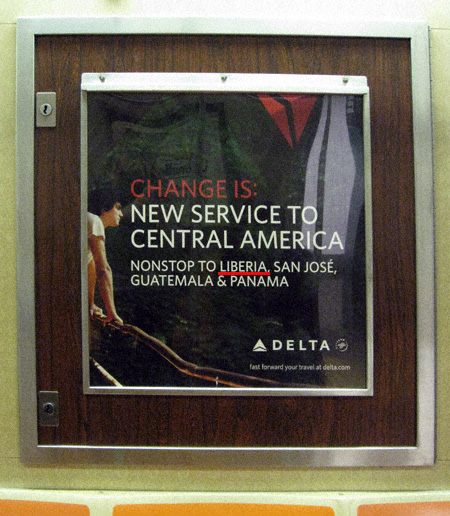 CHANGE IS:
NEW SERVICE TO
CENTRAL AMERICA
NONSTOP TO LIBERIA, SAN JOSÉ,
GUATEMALA & PANAMA
DELTA
fast forward your travel at delta.com